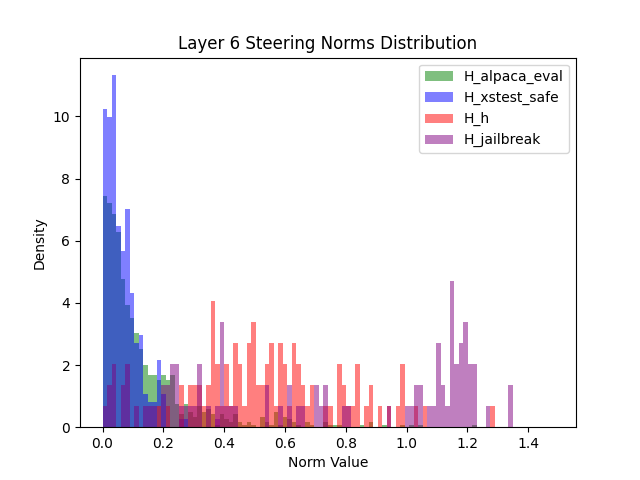 Layer 6 Steering Norms Distribution
H_alpaca_eval
H_xstest_safe
H_h
H_jailbreak
Density
10
8
6
4
2
0
0.0 0.2 0.4 0.6 0.8 1.0 1.2 1.4
Norm Value